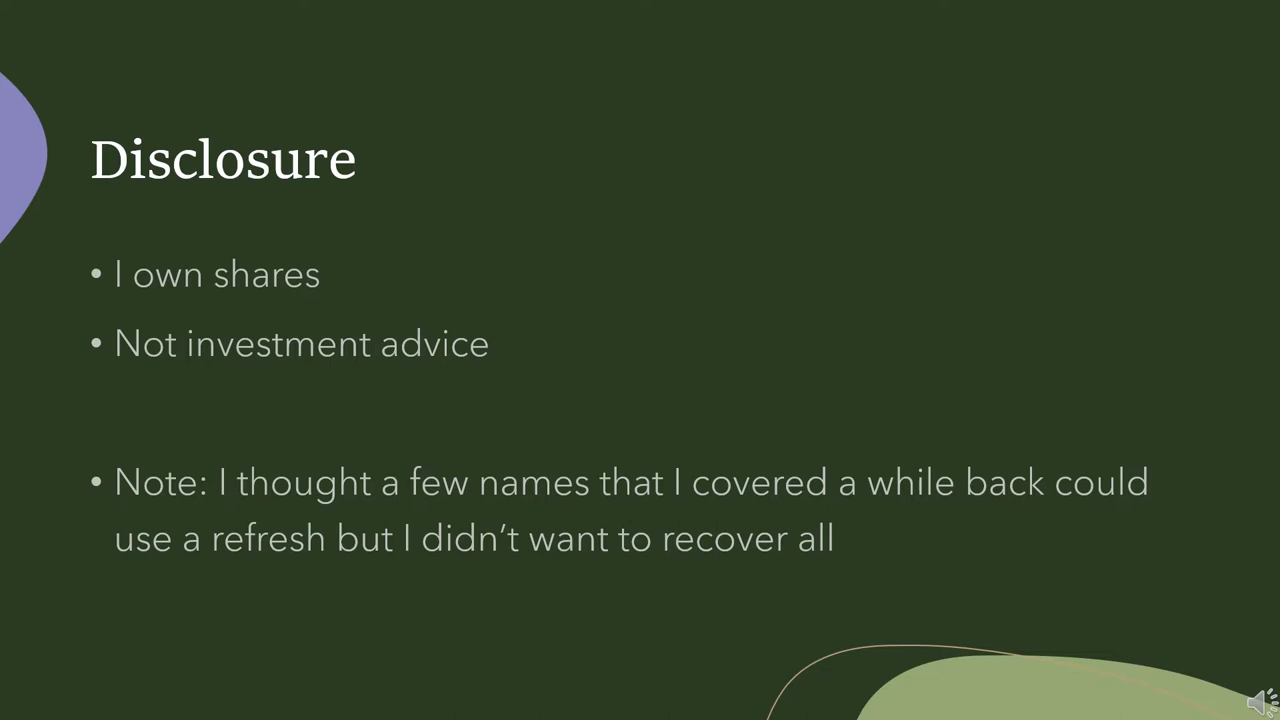 Disclosure
• I own shares
• Not investment advice
• Note: I thought a few names that I covered a while back could
use a refresh but I didn’t want to recover all